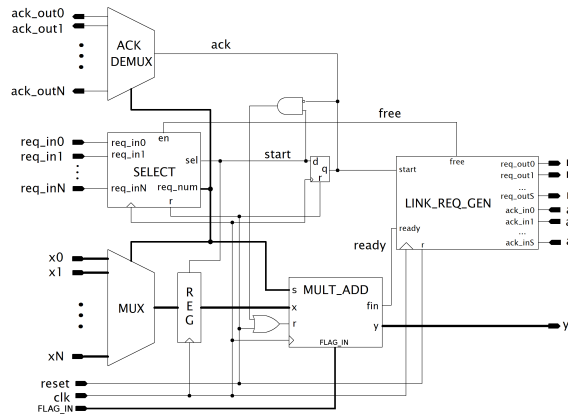 ack_out0
ack_out1
ack_outN
ACK
DEMUX
ack
free
req_in0
req_in1
req_inN
en
req_in0
req_in1
req_inN
SELECT
sel
req_num
r
start
d
q
r
start
free
LINK_REQ_GEN
ready
r
req_out0
req_out1
...
req_outS
ack_in0
ack_in1
...
ack_inS
ready
x0
x1
xN
MUX
R
E
G
s
x
r
MULT_ADD
fin
y
FLAG_IN
y
reset
clk
FLAG_IN